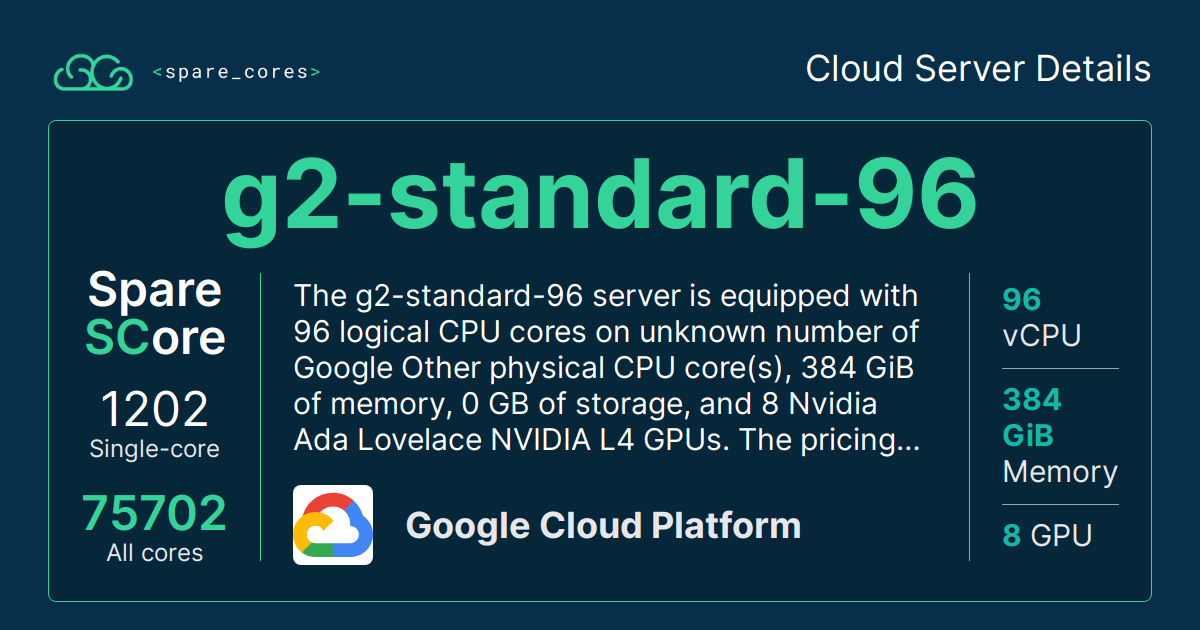 <spare_cores>
Cloud Server Details
g2-standard-96
Spare
SCore
1202
Single-core
75702
All cores
The g2-standard-96 server is equipped with
96 logical CPU cores on unknown number of
Google Other physical CPU core(s), 384 GiB
of memory, 0 GB of storage, and 8 Nvidia
Ada Lovelace NVIDIA L4 GPUs. The pricing...
Google Cloud Platform
96
vCPU
384
GiB
Memory
8 GPU